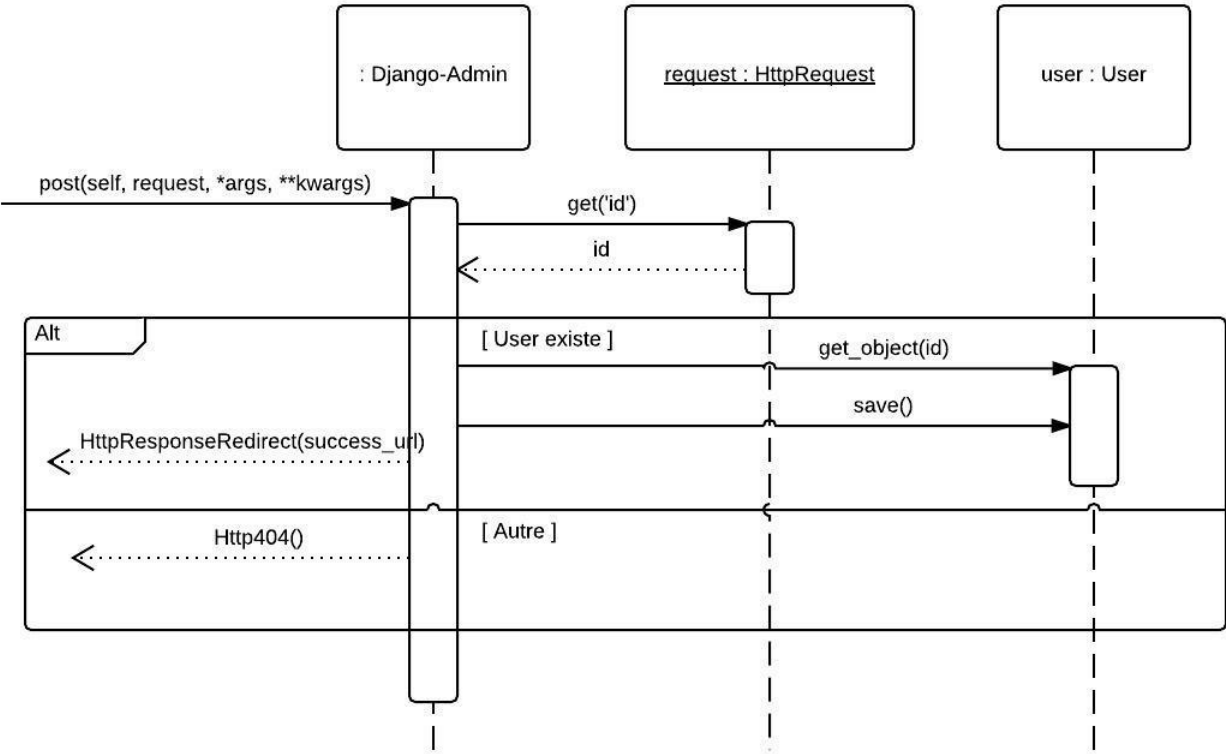 : Django-Admin
request : HttpRequest
user : User
post(self, request, *args, **kwargs)
get('id')
id
Alt
[ User existe ]
get_object(id)
save()
HttpResponseRedirect(success_url)
[ Autre ]
Http404()